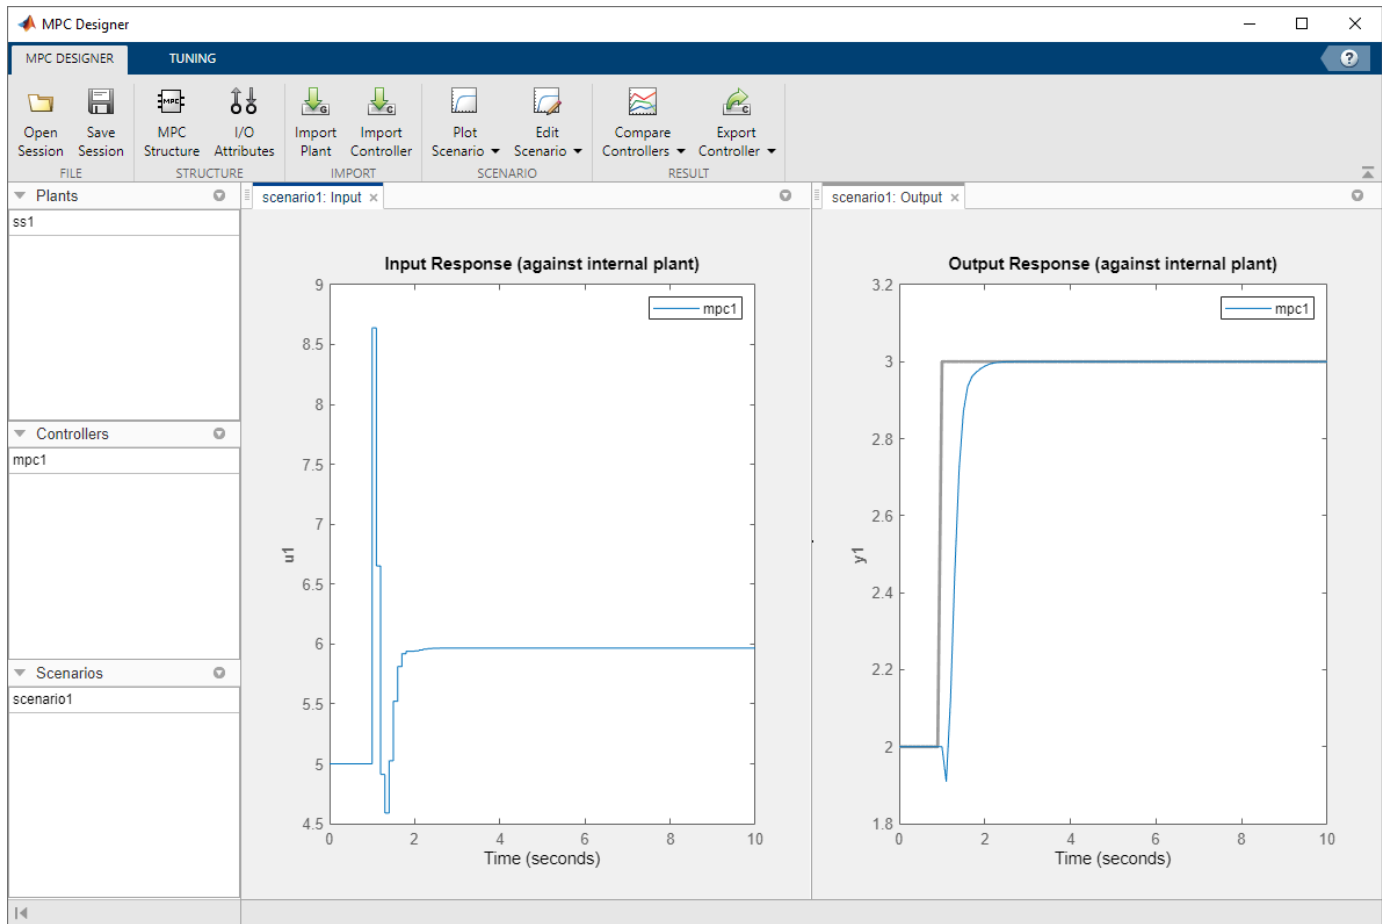 MPC Designer
MPC DESIGNER
TUNING
?
MPC
G
C
C
Open Session
Save Session
MPC Structure
I/O Attributes
Import Plant
Import Controller
Plot Scenario
Edit Scenario
Compare Controllers
Export Controller
FILE
STRUCTURE
IMPORT
SCENARIO
RESULT
Plants
ss1
Controllers
mpc1
Scenarios
scenario1
scenario1: Input
Input Response (against internal plant)
mpc1
9
8.5
8
7.5
7
6.5
6
5.5
5
4.5
u1
0 2 4 6 8 10
Time (seconds)
scenario1: Output
Output Response (against internal plant)
mpc1
3.2
3
2.8
2.6
2.4
2.2
2
1.8
y1
0 2 4 6 8 10
Time (seconds)